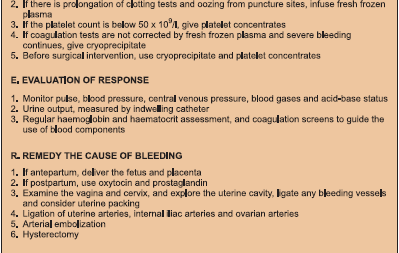 2. If there is prolongation of clotting tests and oozing from puncture sites, infuse fresh frozen
plasma
3. If the platelet count is below 50 x 10⁹/l, give platelet concentrates
4. If coagulation tests are not corrected by fresh frozen plasma and severe bleeding
continues, give cryoprecipitate
5. Before surgical intervention, use cryoprecipitate and platelet concentrates
E. EVALUATION OF RESPONSE
1. Monitor pulse, blood pressure, central venous pressure, blood gases and acid-base status
2. Urine output, measured by indwelling catheter
3. Regular haemoglobin and haematocrit assessment, and coagulation screens to guide the
use of blood components
R. REMEDY THE CAUSE OF BLEEDING
1. If antepartum, deliver the fetus and placenta
2. If postpartum, use oxytocin and prostaglandin
3. Examine the vagina and cervix, and explore the uterine cavity, ligate any bleeding vessels
and consider uterine packing
4. Ligation of uterine arteries, internal iliac arteries and ovarian arteries
5. Arterial embolization
6. Hysterectomy